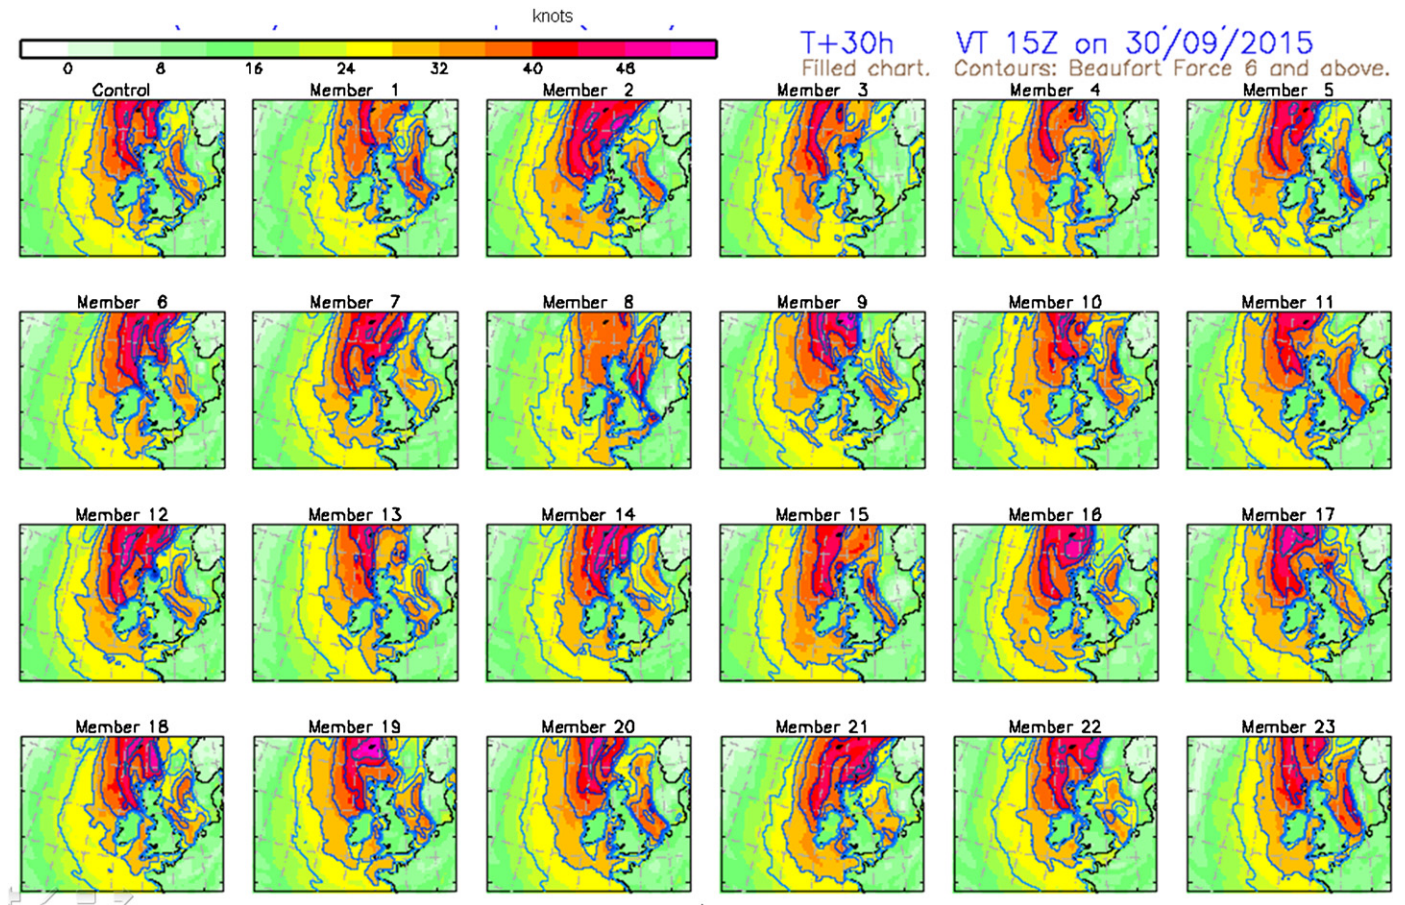 knots
T+30h VT 15Z on 30/09/2015
Filled chart. Contours: Beaufort Force 6 and above.
0 8 16 24 32 40 48
Control Member 1 Member 2 Member 3 Member 4 Member 5
Member 6 Member 7 Member 8 Member 9 Member 10 Member 11
Member 12 Member 13 Member 14 Member 15 Member 16 Member 17
Member 18 Member 19 Member 20 Member 21 Member 22 Member 23